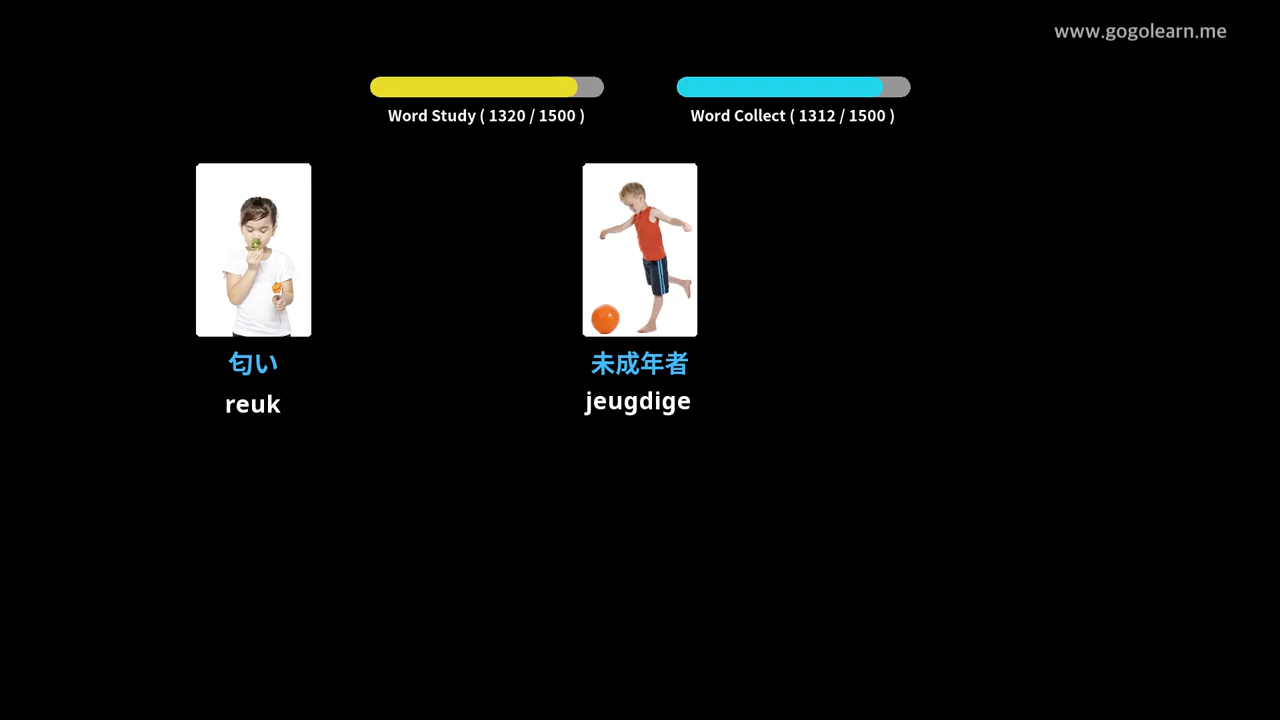 www.gogolearn.me
Word Study ( 1320 / 1500 )
Word Collect ( 1312 / 1500 )
匂い
未成年者
reuk
jeugdige